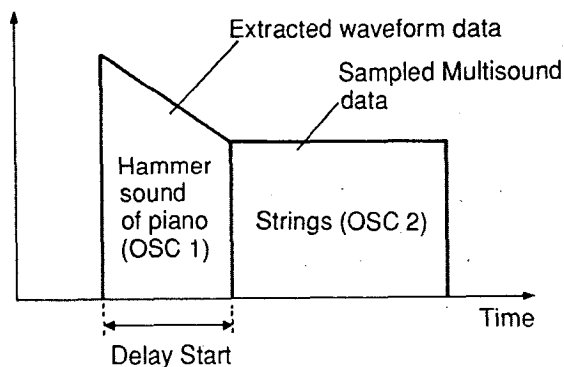 Extracted waveform data
Sampled Multisound
data
Hammer
sound
of piano
(OSC 1)
Strings (OSC 2)
Time
Delay Start